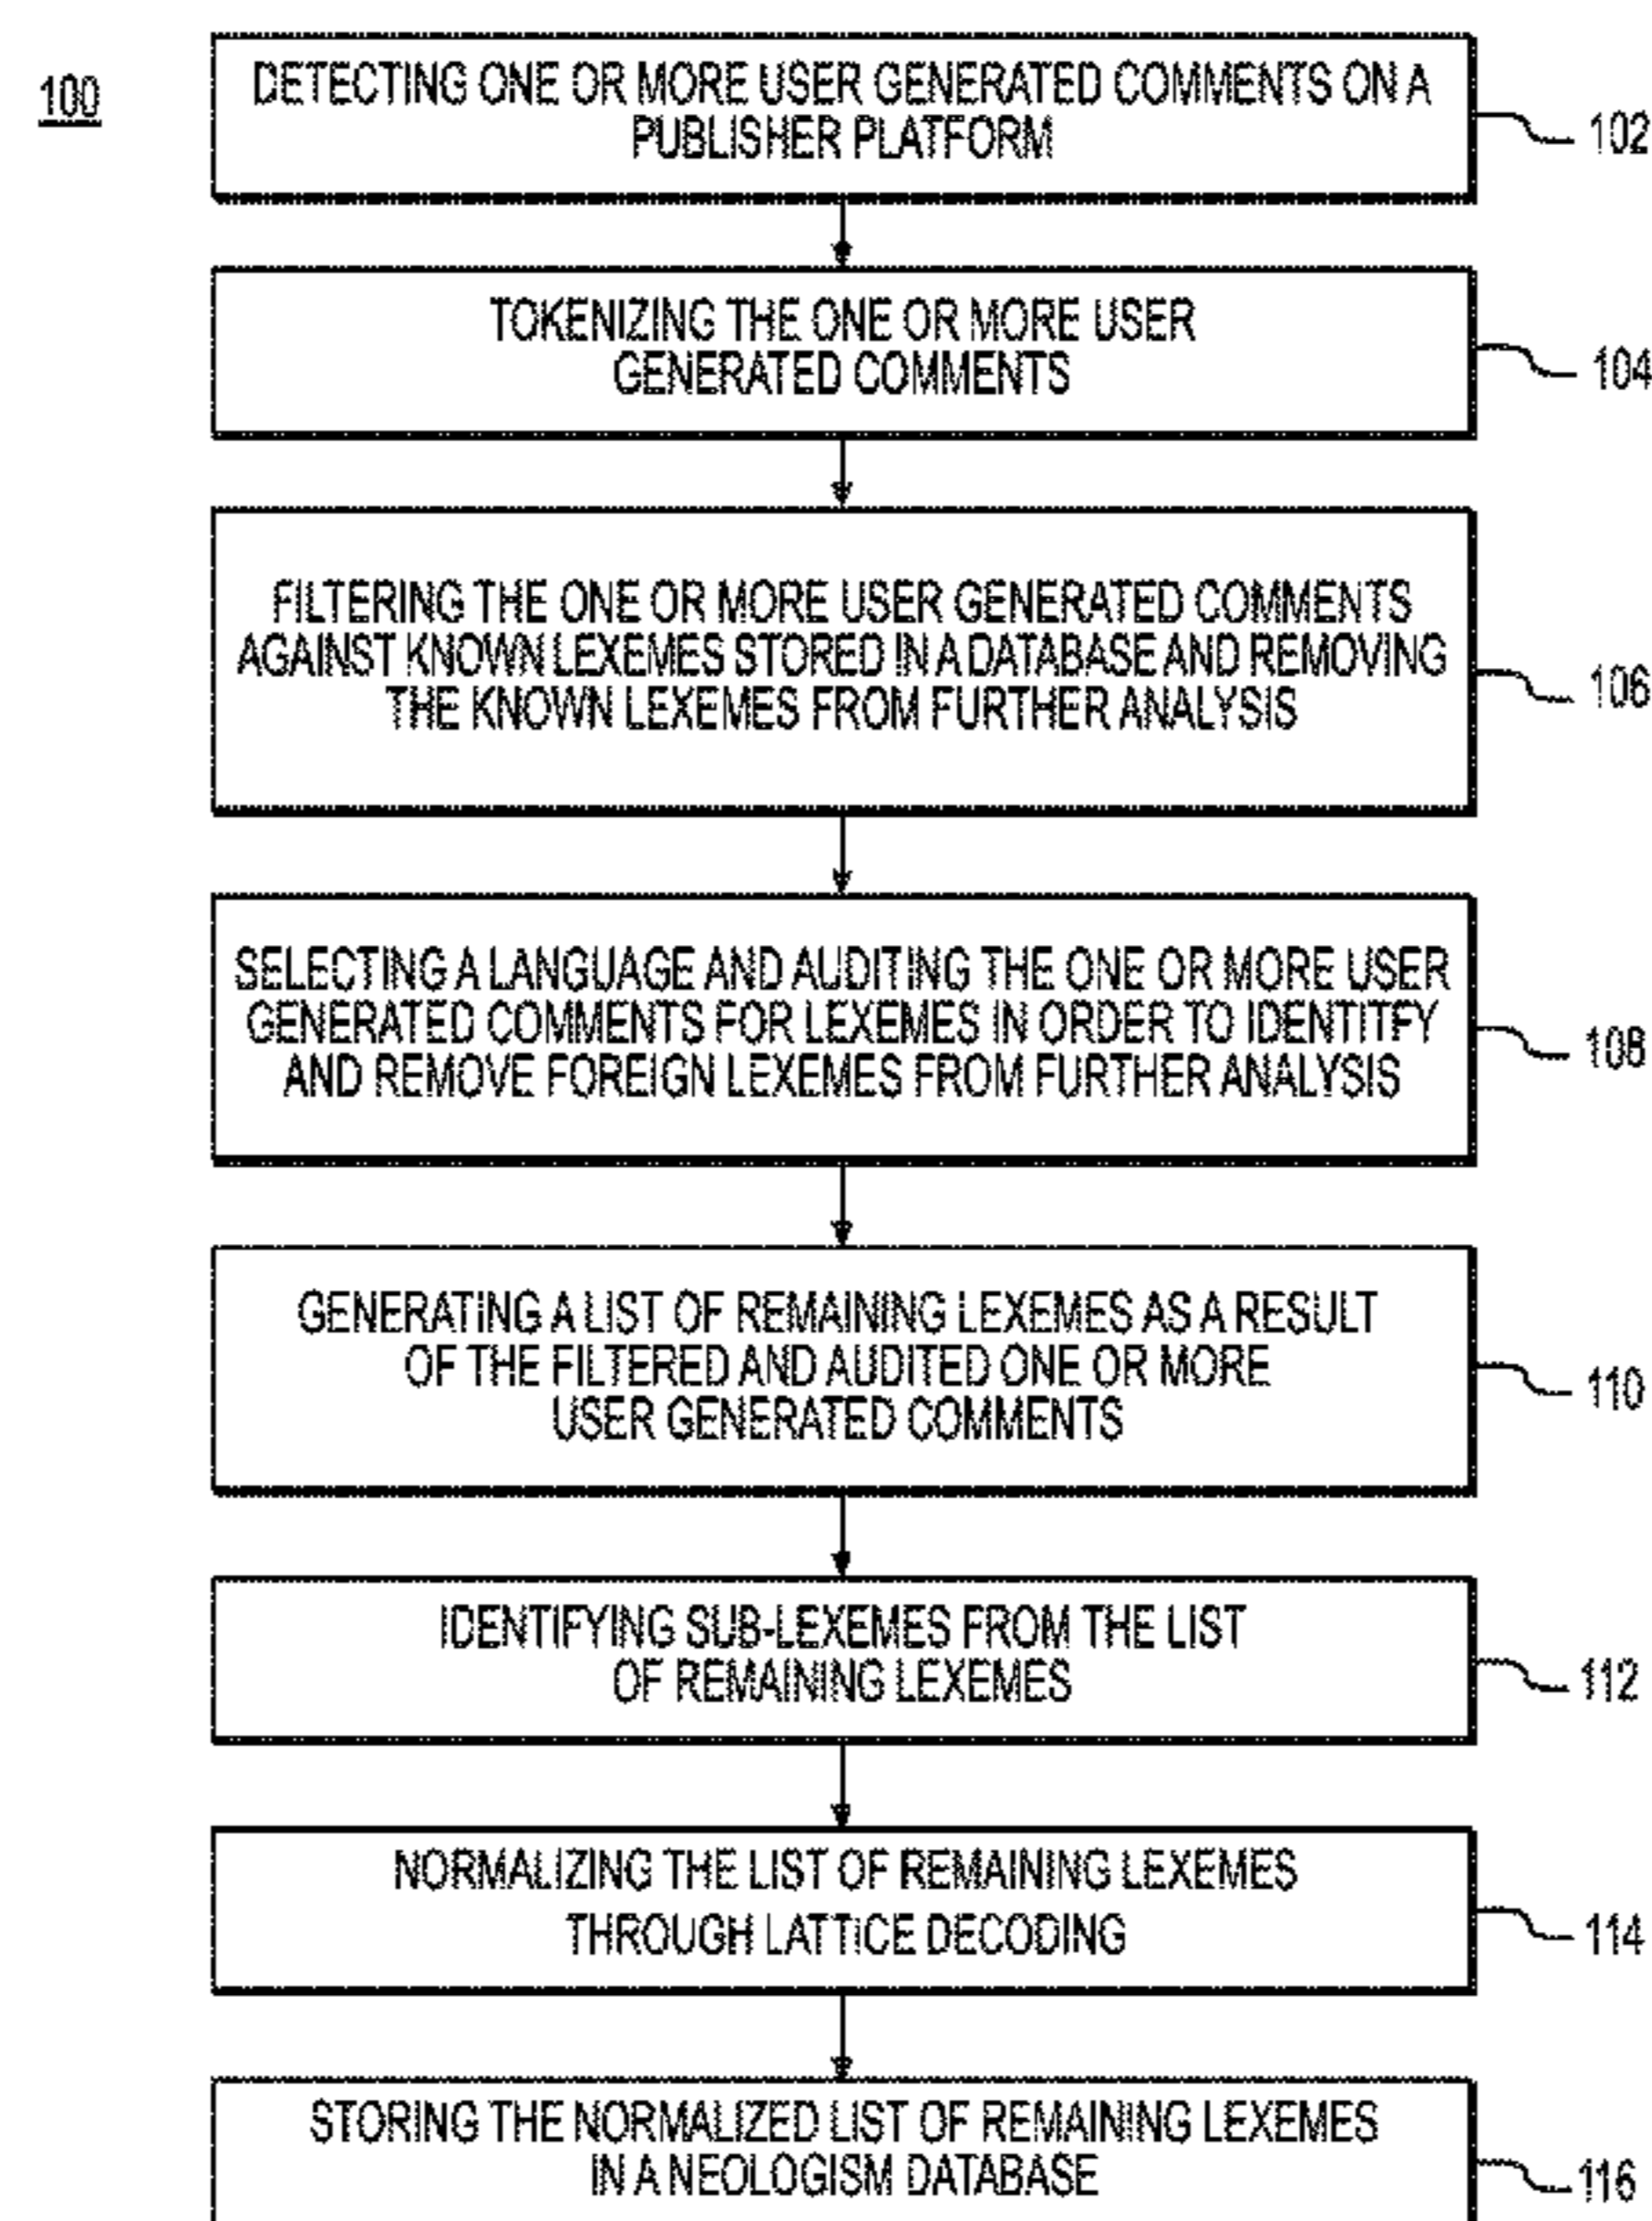 100
DETECTING ONE OR MORE USER GENERATED COMMENTS ON A
PUBLISHER PLATFORM
102
TOKENIZING THE ONE OR MORE USER
GENERATED COMMENTS
104
FILTERING THE ONE OR MORE USER GENERATED COMMENTS
AGAINST KNOWN LEXEMES STORED IN A DATABASE AND REMOVING
THE KNOWN LEXEMES FROM FURTHER ANALYSIS
106
SELECTING A LANGUAGE AND AUDITING THE ONE OR MORE USER
GENERATED COMMENTS FOR LEXEMES IN ORDER TO IDENTITFY
AND REMOVE FOREIGN LEXEMES FROM FURTHER ANALYSIS
108
GENERATING A LIST OF REMAINING LEXEMES AS A RESULT
OF THE FILTERED AND AUDITED ONE OR MORE
USER GENERATED COMMENTS
110
IDENTIFYING SUB-LEXEMES FROM THE LIST
OF REMAINING LEXEMES
112
NORMALIZING THE LIST OF REMAINING LEXEMES
THROUGH LATTICE DECODING
114
STORING THE NORMALIZED LIST OF REMAINING LEXEMES
IN A NEOLOGISM DATABASE
116